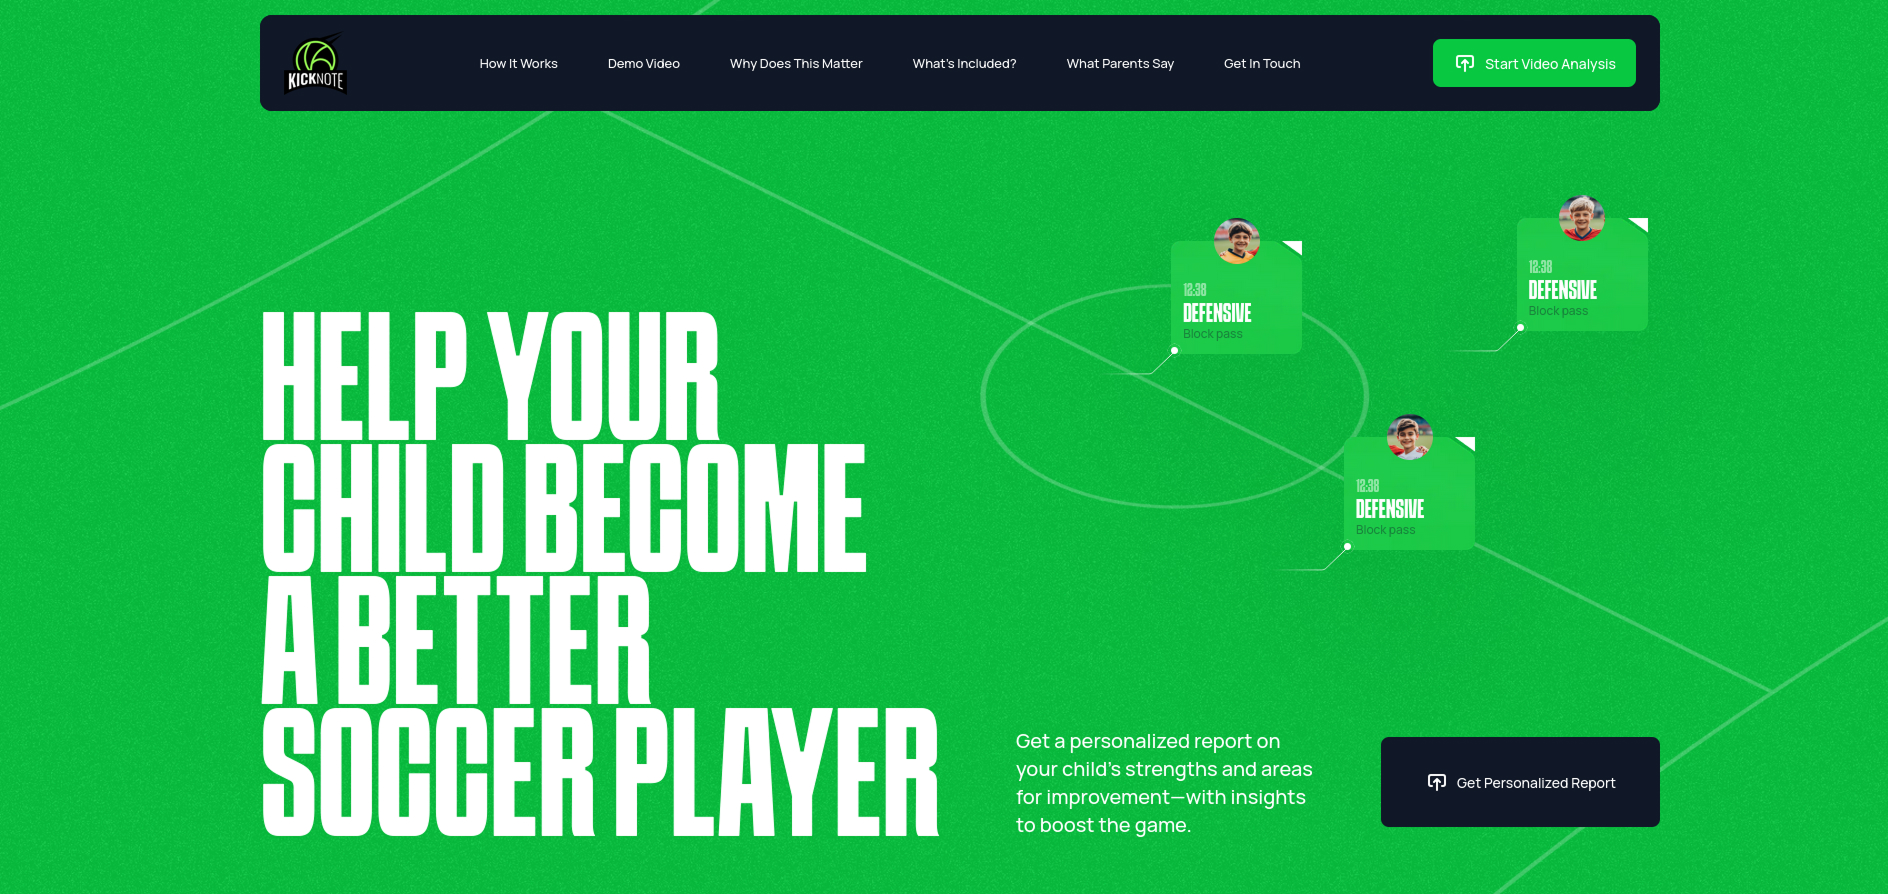 KICKNOTE
How It Works
Demo Video
Why Does This Matter
What's Included?
What Parents Say
Get In Touch
Start Video Analysis
12:38
DEFENSIVE
Block pass
12:38
DEFENSIVE
Block pass
12:38
DEFENSIVE
Block pass
HELP YOUR
CHILD BECOME
A BETTER
SOCCER PLAYER
Get a personalized report on
your child's strengths and areas
for improvement—with insights
to boost the game.
Get Personalized Report